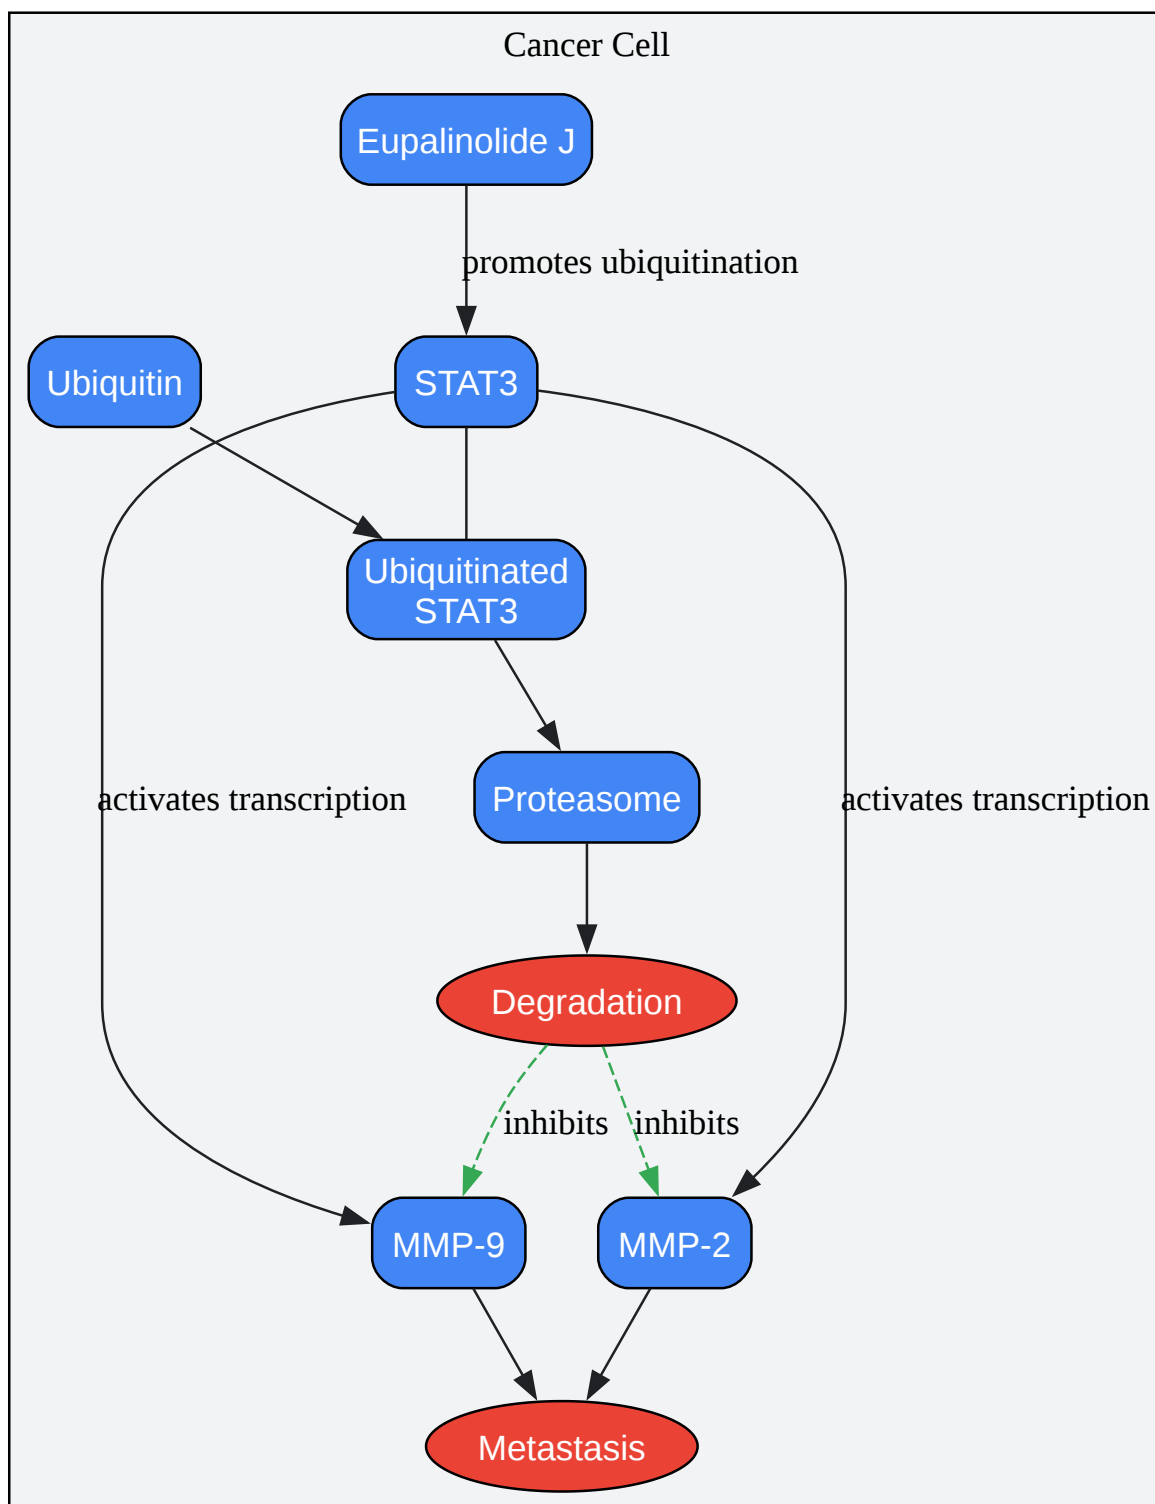 Cancer Cell
Eupalinolide J
promotes ubiquitination
Ubiquitin
STAT3
Ubiquitinated
STAT3
activates transcription
Proteasome
activates transcription
Degradation
inhibits
inhibits
MMP-9
MMP-2
Metastasis